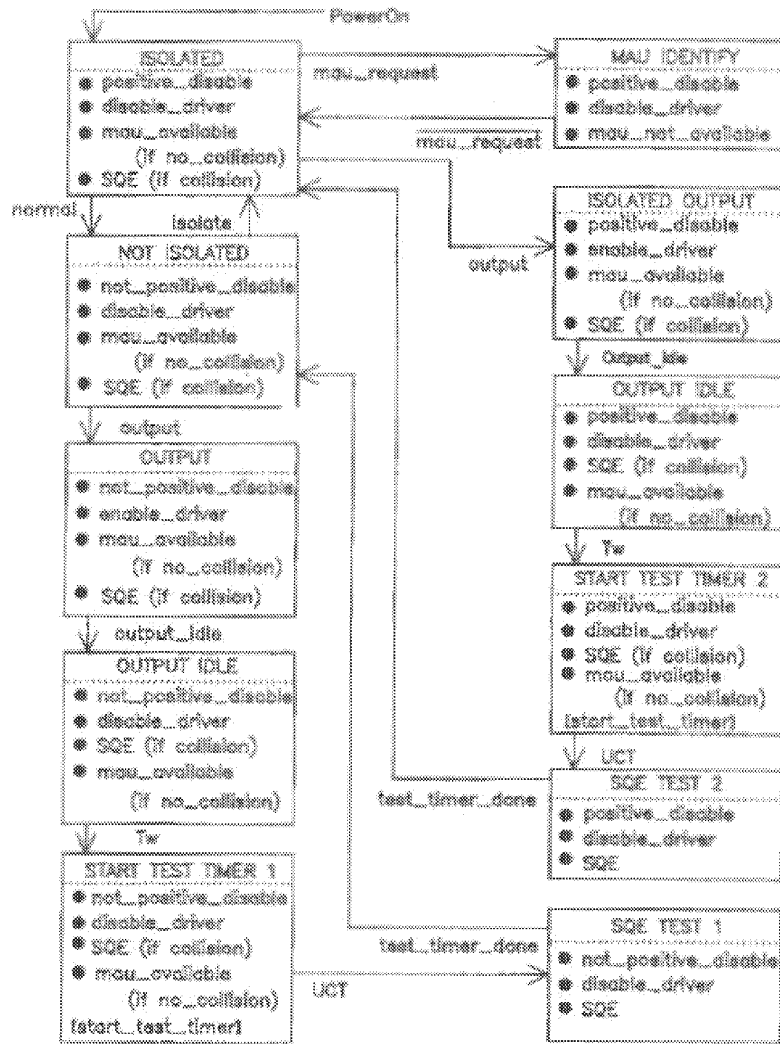 PowerOn
ISOLATED
● positive_disable
● disable_driver
● mau_available
(if no_collision)
● SQE (if collision)
mau_request
mau_request
MAU IDENTIFY
● positive_disable
● disable_driver
● mau_not_available
normal
isolate
output
NOT ISOLATED
● not_positive_disable
● disable_driver
● mau_available
(if no_collision)
● SQE (if collision)
output
OUTPUT
● not_positive_disable
● enable_driver
● mau_available
(if no_collision)
● SQE (if collision)
output_idle
OUTPUT IDLE
● not_positive_disable
● disable_driver
● SQE (if collision)
● mau_available
(if no_collision)
Tw
START TEST TIMER 1
● not_positive_disable
● disable_driver
● SQE (if collision)
● mau_available
(if no_collision)
[start_test_timer]
UCT
ISOLATED OUTPUT
● positive_disable
● enable_driver
● mau_available
(if no_collision)
● SQE (if collision)
Output_idle
OUTPUT IDLE
● positive_disable
● disable_driver
● SQE (if collision)
● mau_available
(if no_collision)
Tw
START TEST TIMER 2
● positive_disable
● disable_driver
● SQE (if collision)
● mau_available
(if no_collision)
[start_test_timer]
UCT
test_timer_done
SQE TEST 2
● positive_disable
● disable_driver
● SQE
test_timer_done
SQE TEST 1
● not_positive_disable
● disable_driver
● SQE